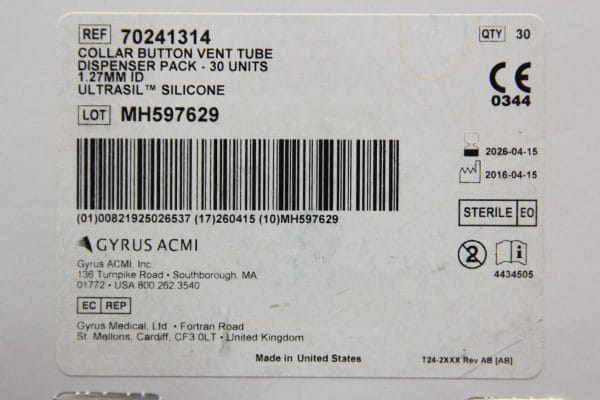 REF 70241314
COLLAR BUTTON VENT TUBE
DISPENSER PACK - 30 UNITS
1.27MM ID
ULTRASIL™ SILICONE
LOT MH597629
QTY 30
CE
0344
2026-04-15
2016-04-15
(01)00821925026537 (17)260415 (10)MH597629
STERILE EO
GYRUS ACMI
Gyrus ACMI, Inc
136 Turnpike Road • Southborough, MA
01772 • USA 800 262.3540
2
i
4434505
EC REP
Gyrus Medical, Ltd • Fortran Road
St Mellons, Cardiff, CF3 0LT • United Kingdom
Made in United States
T24-2XXX Rev AB [AB]